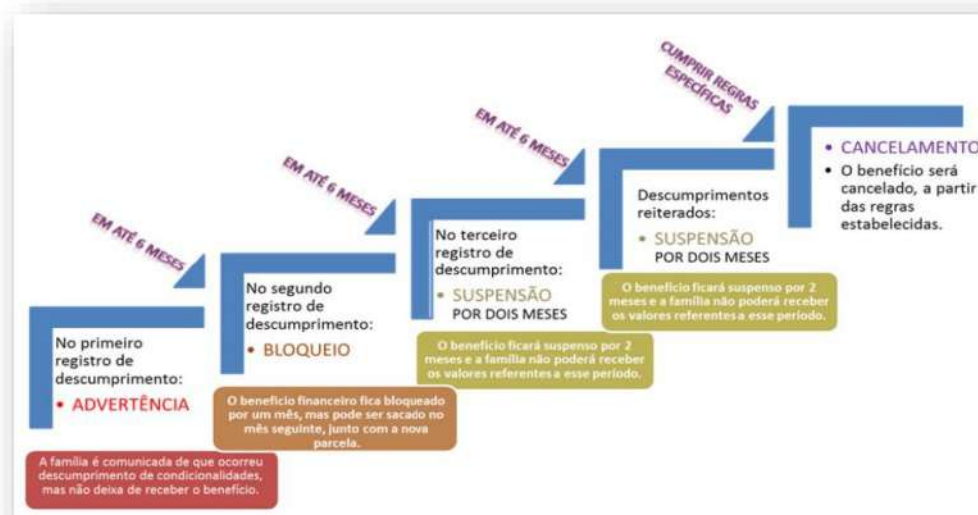 EM ATÉ 6 MESES
No primeiro
registro de
descumprimento:
• ADVERTÊNCIA
A família é comunicada de que ocorreu
descumprimento de condicionalidades,
mas não deixa de receber o benefício.
EM ATÉ 6 MESES
No segundo
registro de
descumprimento:
• BLOQUEIO
O benefício financeiro fica bloqueado
por um mês, mas pode ser sacado no
mês seguinte, junto com a nova
parcela.
EM ATÉ 6 MESES
No terceiro
registro de
descumprimento:
• SUSPENSÃO
POR DOIS MESES
O benefício ficará suspenso por 2
meses e a família não poderá receber
os valores referentes a esse período.
CUMPRIR REGRAS
ESPECÍFICAS
Descumprimentos
reiterados:
• SUSPENSÃO
POR DOIS MESES
O benefício ficará suspenso por 2
meses e a família não poderá receber
os valores referentes a esse período.
• CANCELAMENTO
• O benefício será
cancelado, a partir
das regras
estabelecidas.